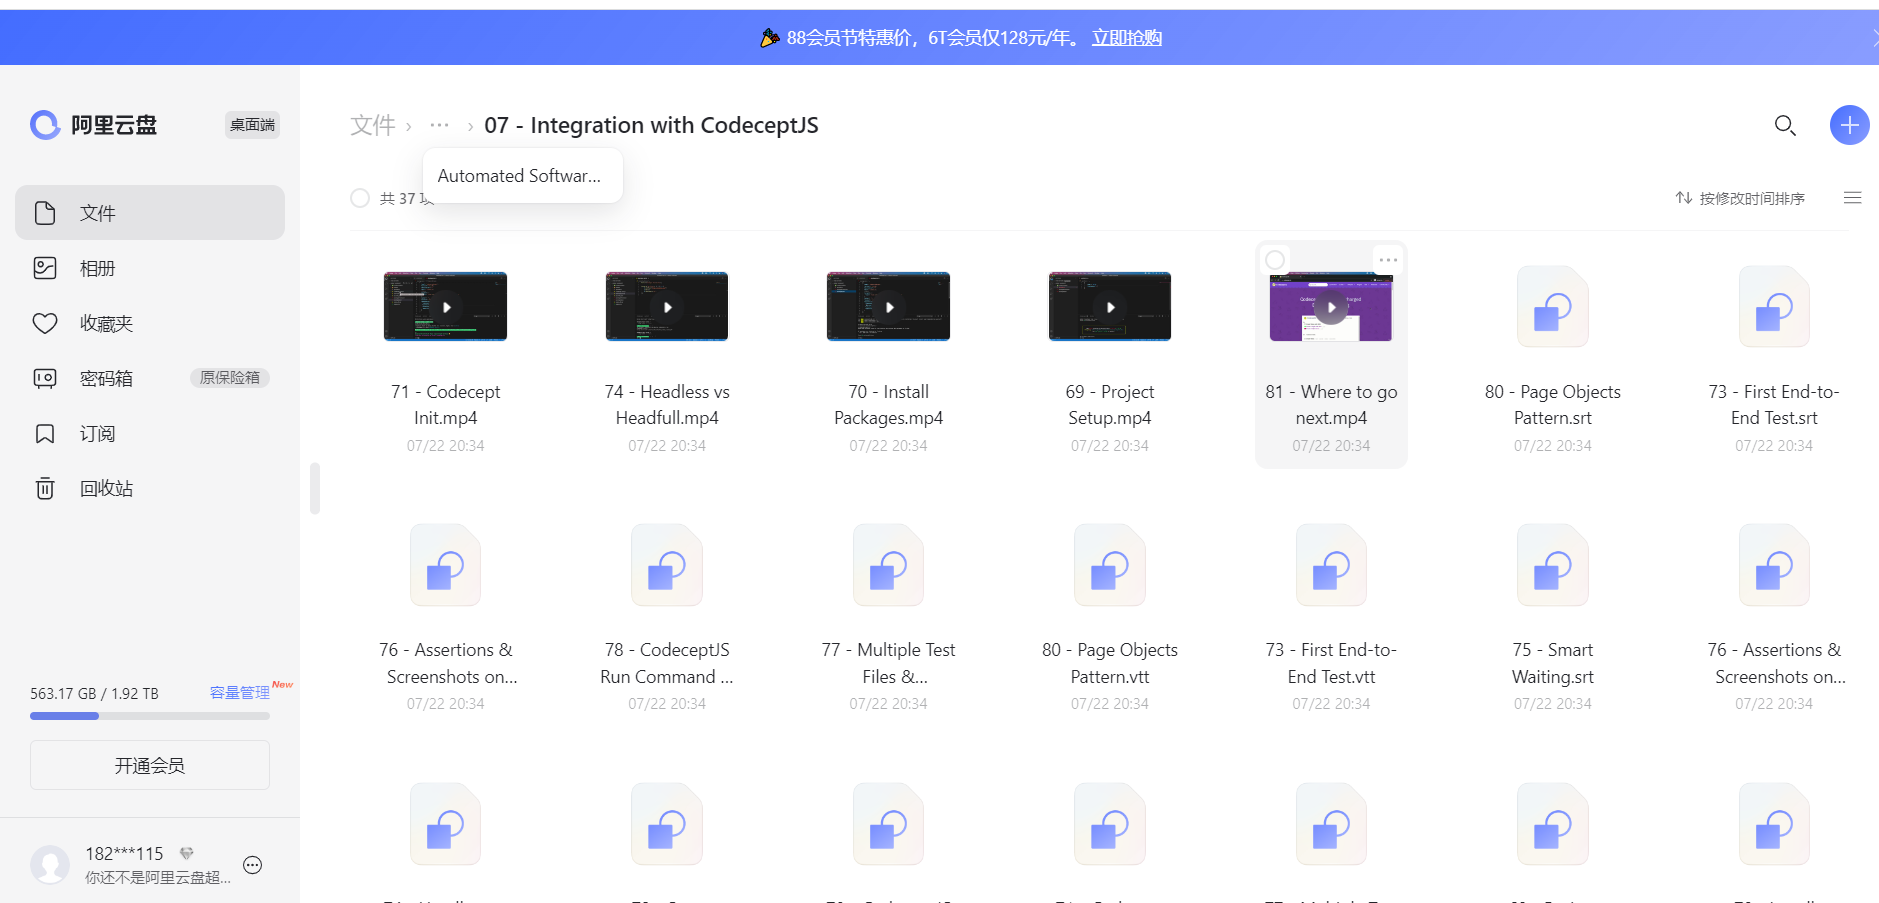 88会员节特惠价，6T会员仅128元/年。 立即抢购
阿里云盘
桌面端
文件
相册
收藏夹
密码箱
原保险箱
订阅
回收站
563.17 GB / 1.92 TB
容量管理
New
开通会员
182***115
你还不是阿里云盘超...
文件 › ··· › 07 - Integration with CodeceptJS
Automated Softwar...
共 37 项
按修改时间排序
71 - Codecept
Init.mp4
07/22 20:34
74 - Headless vs
Headfull.mp4
07/22 20:34
70 - Install
Packages.mp4
07/22 20:34
69 - Project
Setup.mp4
07/22 20:34
81 - Where to go
next.mp4
07/22 20:34
80 - Page Objects
Pattern.srt
07/22 20:34
73 - First End-to-
End Test.srt
07/22 20:34
76 - Assertions &
Screenshots on...
07/22 20:34
78 - CodeceptJS
Run Command ...
07/22 20:34
77 - Multiple Test
Files &...
07/22 20:34
80 - Page Objects
Pattern.vtt
07/22 20:34
73 - First End-to-
End Test.vtt
07/22 20:34
75 - Smart
Waiting.srt
07/22 20:34
76 - Assertions &
Screenshots on...
07/22 20:34